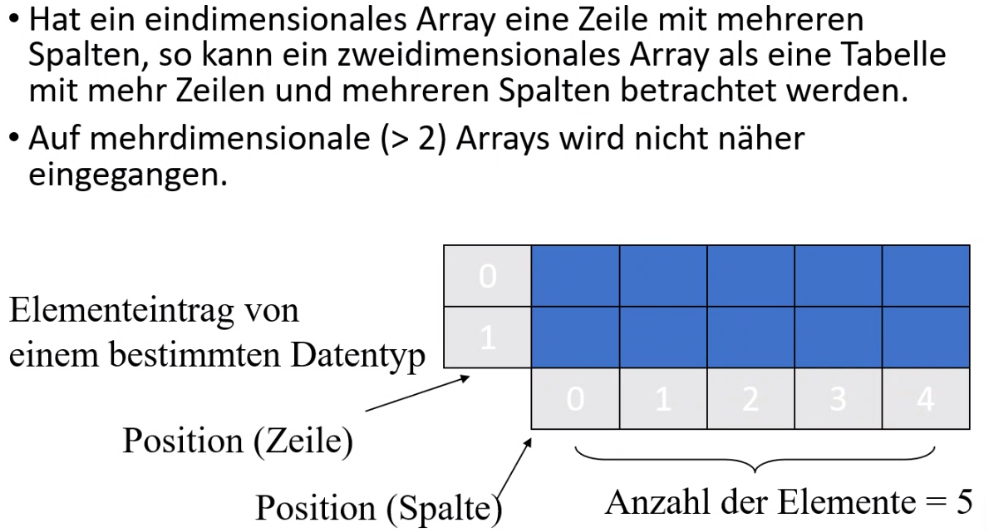 • Hat ein eindimensionales Array eine Zeile mit mehreren
Spalten, so kann ein zweidimensionales Array als eine Tabelle
mit mehr Zeilen und mehreren Spalten betrachtet werden.
• Auf mehrdimensionale (> 2) Arrays wird nicht näher
eingegangen.
0
Elementeintrag von
1
einem bestimmten Datentyp
0 1 2 3 4
Position (Zeile)
Position (Spalte)
Anzahl der Elemente = 5